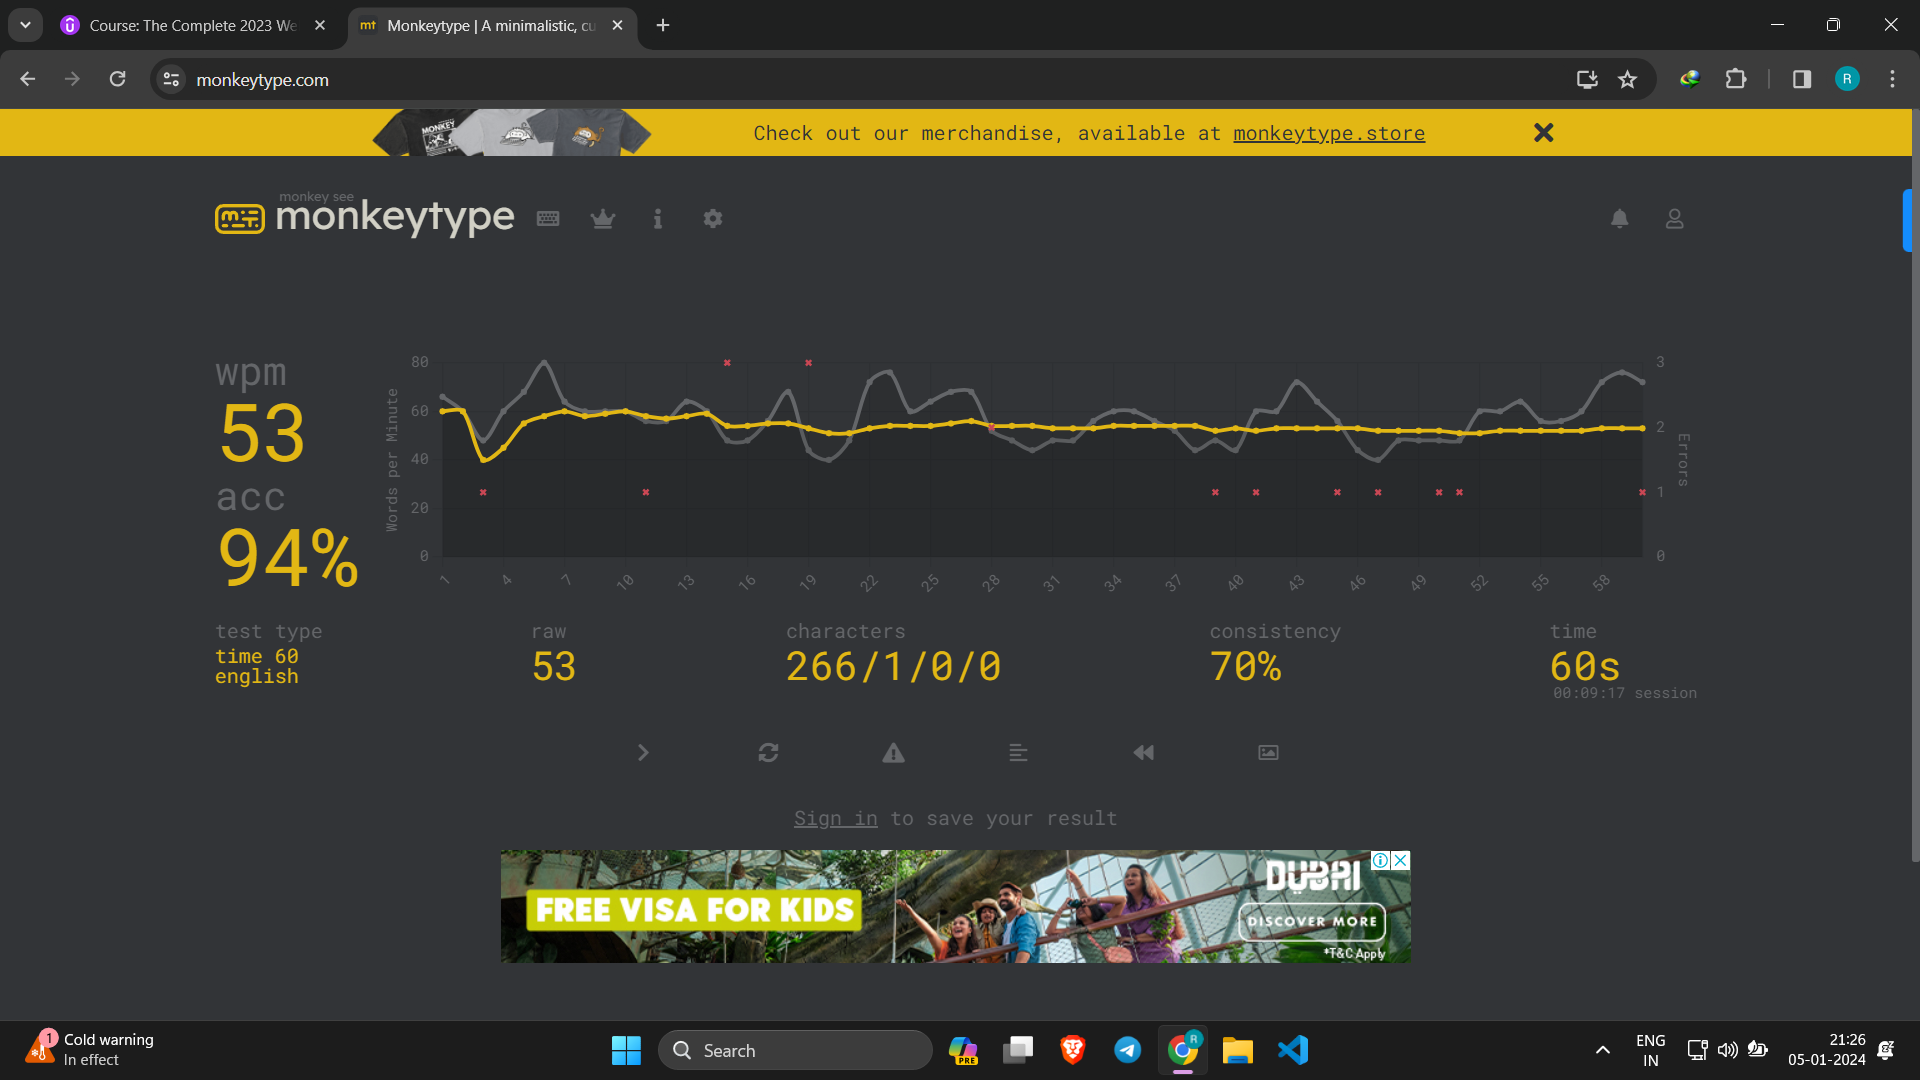 Course: The Complete 2023 We
mt Monkeytype | A minimalistic, cu
monkeytype.com
R
MONKEY
Check out our merchandise, available at monkeytype.store
monkey see
monkeytype
wpm
53
acc
94%
Words per Minute
80
60
40
20
0
3
2
1
0
Errors
1 4 7 10 13 16 19 22 25 28 31 34 37 40 43 46 49 52 55 58
test type
time 60
english
raw
53
characters
266/1/0/0
consistency
70%
time
60s
00:09:17 session
Sign in to save your result
FREE VISA FOR KIDS
DUBAI
DISCOVER MORE
*T&C Apply
1
Cold warning
In effect
Search
PRE
R
ENG
IN
21:26
05-01-2024